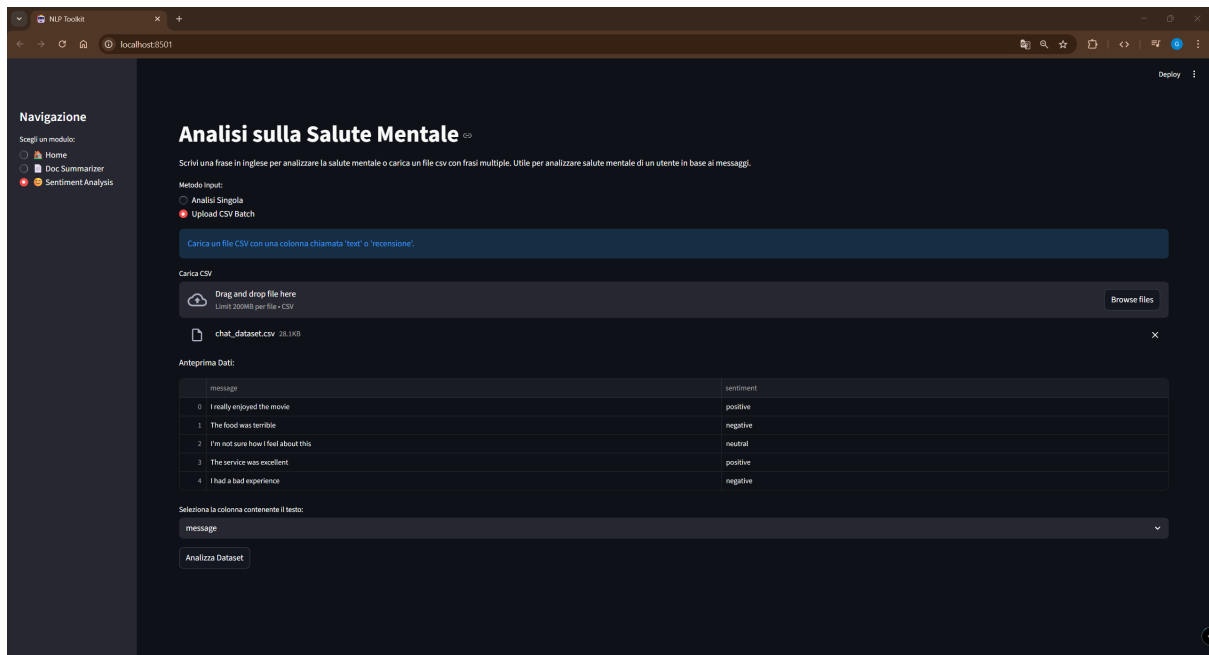 NLP Toolkit
localhost:8501
G
Deploy
Navigazione
Scegli un modulo:
Home
Doc Summarizer
Sentiment Analysis
Analisi sulla Salute Mentale
Scrivi una frase in inglese per analizzare la salute mentale o carica un file csv con frasi multiple. Utile per analizzare salute mentale di un utente in base ai messaggi.
Metodo Input:
Analisi Singola
Upload CSV Batch
Carica un file CSV con una colonna chiamata 'text' o 'recensione'.
Carica CSV
Drag and drop file here
Limit 200MB per file • CSV
Browse files
chat_dataset.csv 28.1KB
Anteprima Dati:
message sentiment
0 I really enjoyed the movie positive
1 The food was terrible negative
2 I'm not sure how I feel about this neutral
3 The service was excellent positive
4 I had a bad experience negative
Seleziona la colonna contenente il testo:
message
Analizza Dataset